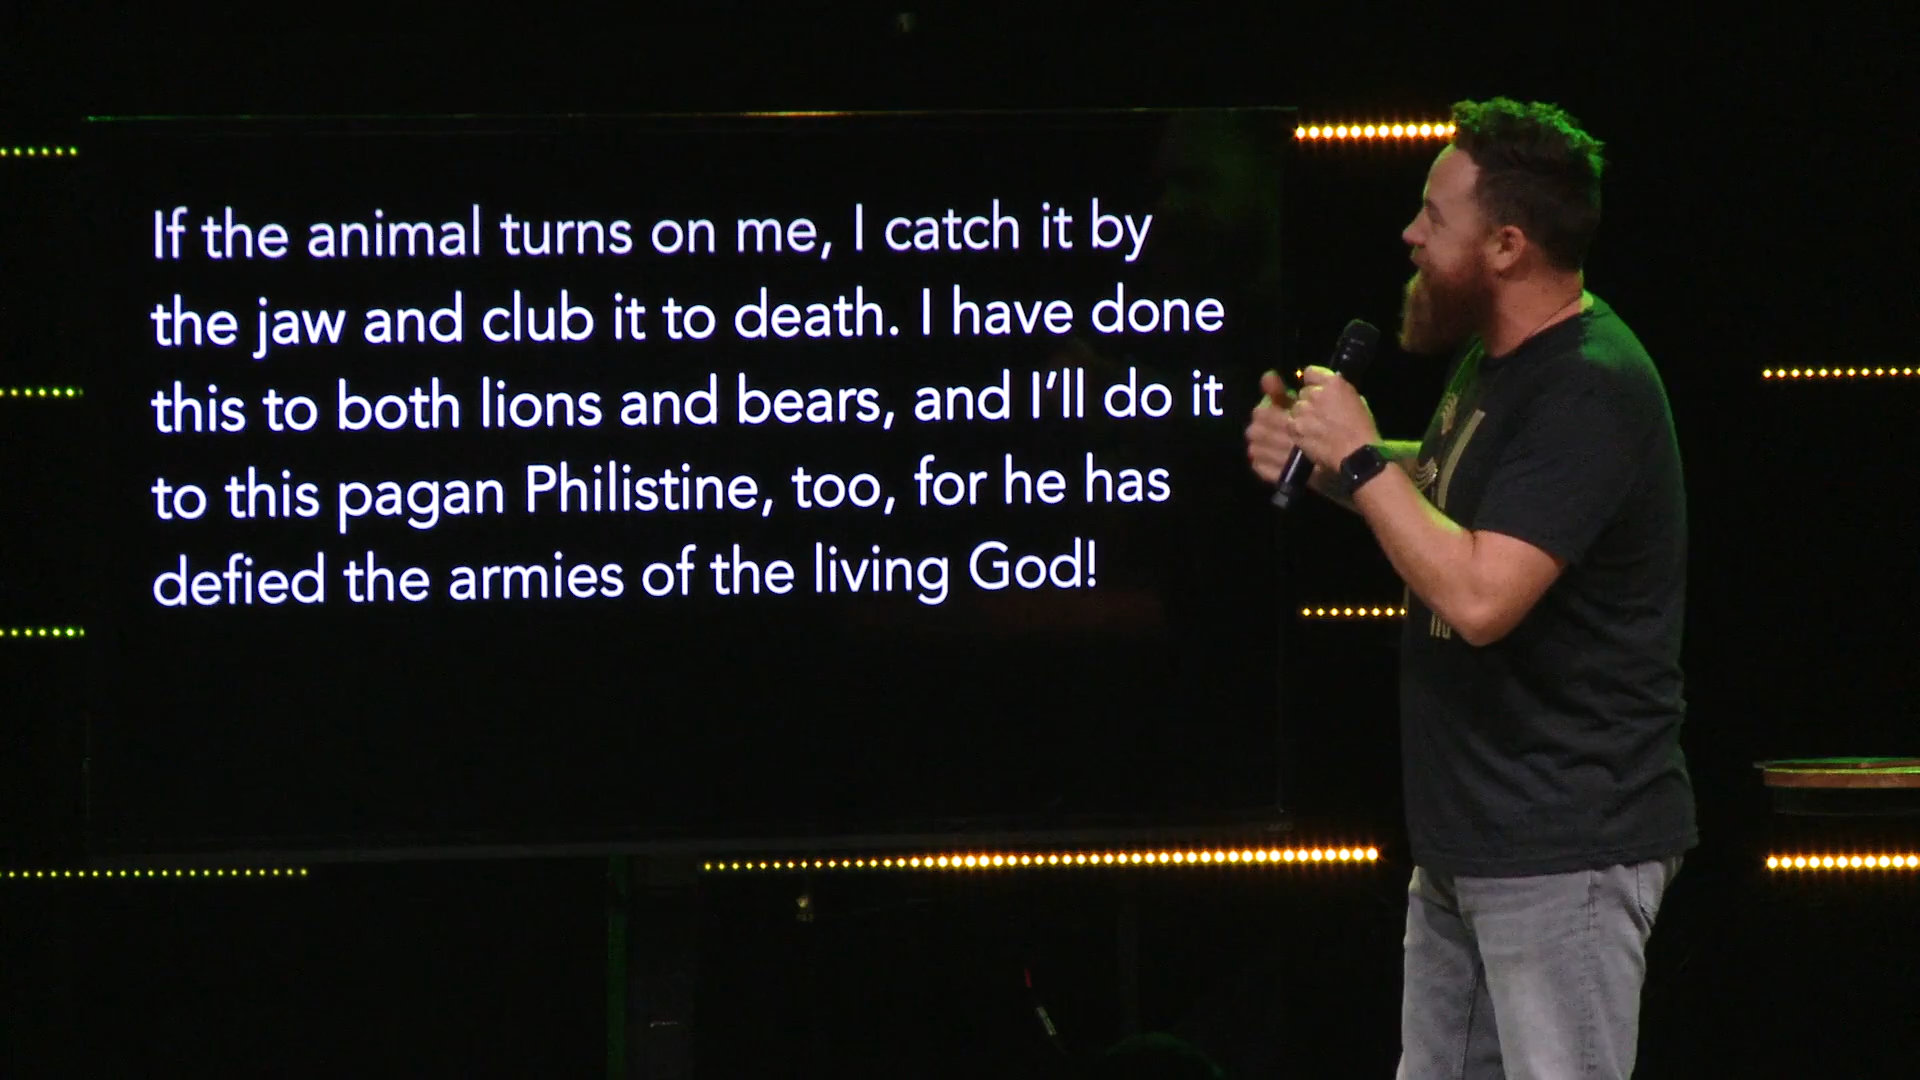 If the animal turns on me, I catch it by
the jaw and club it to death. I have done
this to both lions and bears, and I’ll do it
to this pagan Philistine, too, for he has
defied the armies of the living God!